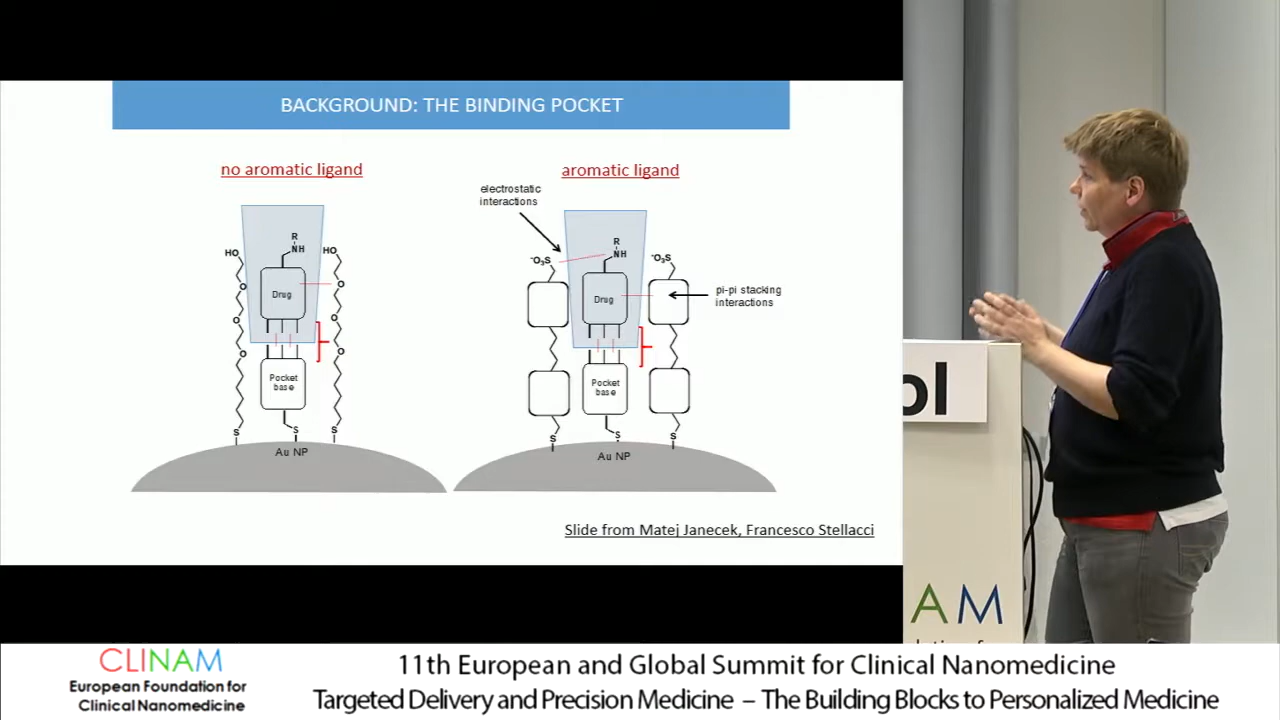 BACKGROUND: THE BINDING POCKET
no aromatic ligand
aromatic ligand
electrostatic
interactions
R
NH
HO
HO
Drug
O
O
O
O
O
O
Pocket
base
S
S
S
Au NP
R
NH
⁻O₃S
⁻O₃S
Drug
pi-pi stacking
interactions
Pocket
base
S
S
S
Au NP
Slide from Matej Janecek, Francesco Stellacci
ol
AM
CLINAM
European Foundation for
Clinical Nanomedicine
11th European and Global Summit for Clinical Nanomedicine
Targeted Delivery and Precision Medicine – The Building Blocks to Personalized Medicine